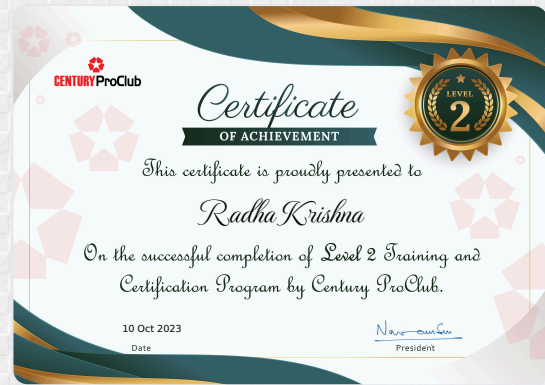 CENTURY ProClub
Certificate
OF ACHIEVEMENT
LEVEL
2
This certificate is proudly presented to
Radha Krishna
On the successful completion of Level 2 Training and
Certification Program by Century ProClub.
10 Oct 2023
Date
President